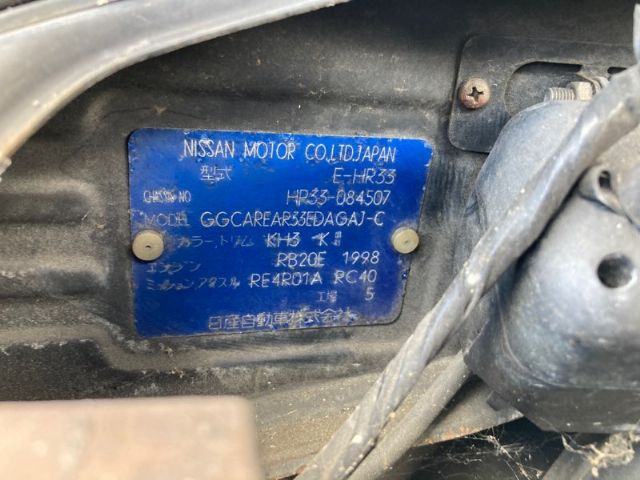 NISSAN MOTOR CO.,LTD.JAPAN
型式 E-HR33
CHASSIS NO HR33-084507
MODEL GGCAREAR33EDAGAJ-C
カラー,トリム KH3 K
エンジン RB20E 1998
ミッション,アクスル RE4R01A RC40
工場 5
日産自動車株式会社